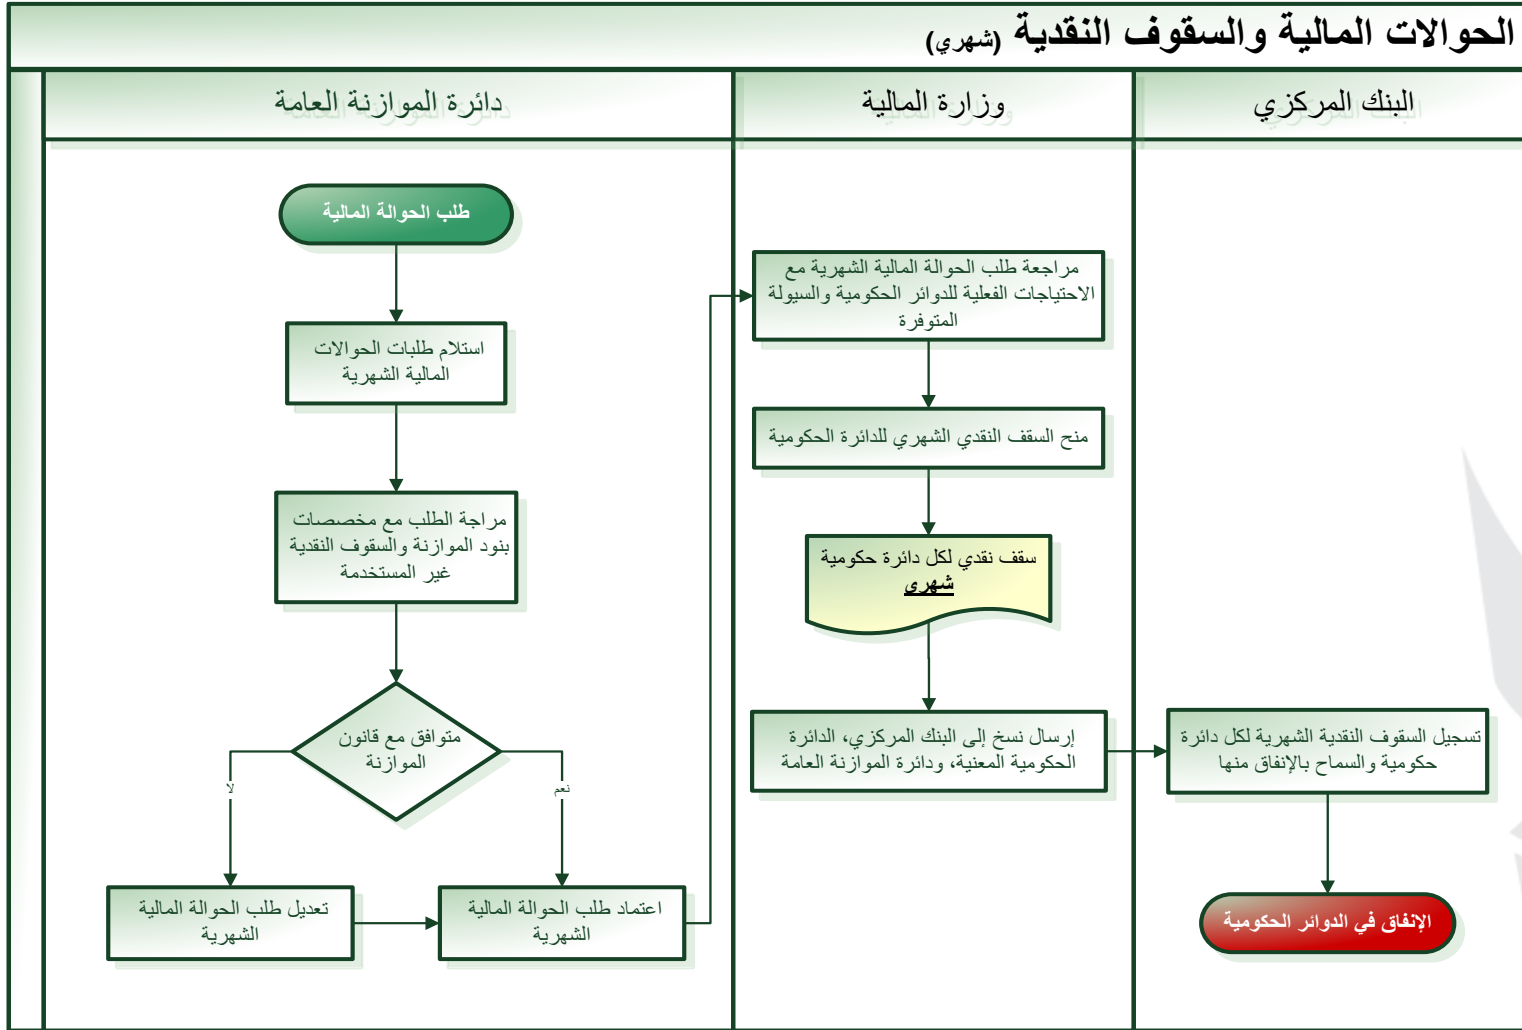 الحوالات المالية والسقوف النقدية (شهري)
دائرة الموازنة العامة
وزارة المالية
البنك المركزي
طلب الحوالة المالية
استلام طلبات الحوالات
المالية الشهرية
مراجة الطلب مع مخصصات
بنود الموازنة والسقوف النقدية
غير المستخدمة
متوافق مع قانون
الموازنة
لا
نعم
تعديل طلب الحوالة المالية
الشهرية
اعتماد طلب الحوالة المالية
الشهرية
مراجعة طلب الحوالة المالية الشهرية مع
الاحتياجات الفعلية للدوائر الحكومية والسيولة
المتوفرة
منح السقف النقدي الشهري للدائرة الحكومية
سقف نقدي لكل دائرة حكومية
شهري
إرسال نسخ إلى البنك المركزي، الدائرة
الحكومية المعنية، ودائرة الموازنة العامة
تسجيل السقوف النقدية الشهرية لكل دائرة
حكومية والسماح بالإنفاق منها
الإنفاق في الدوائر الحكومية